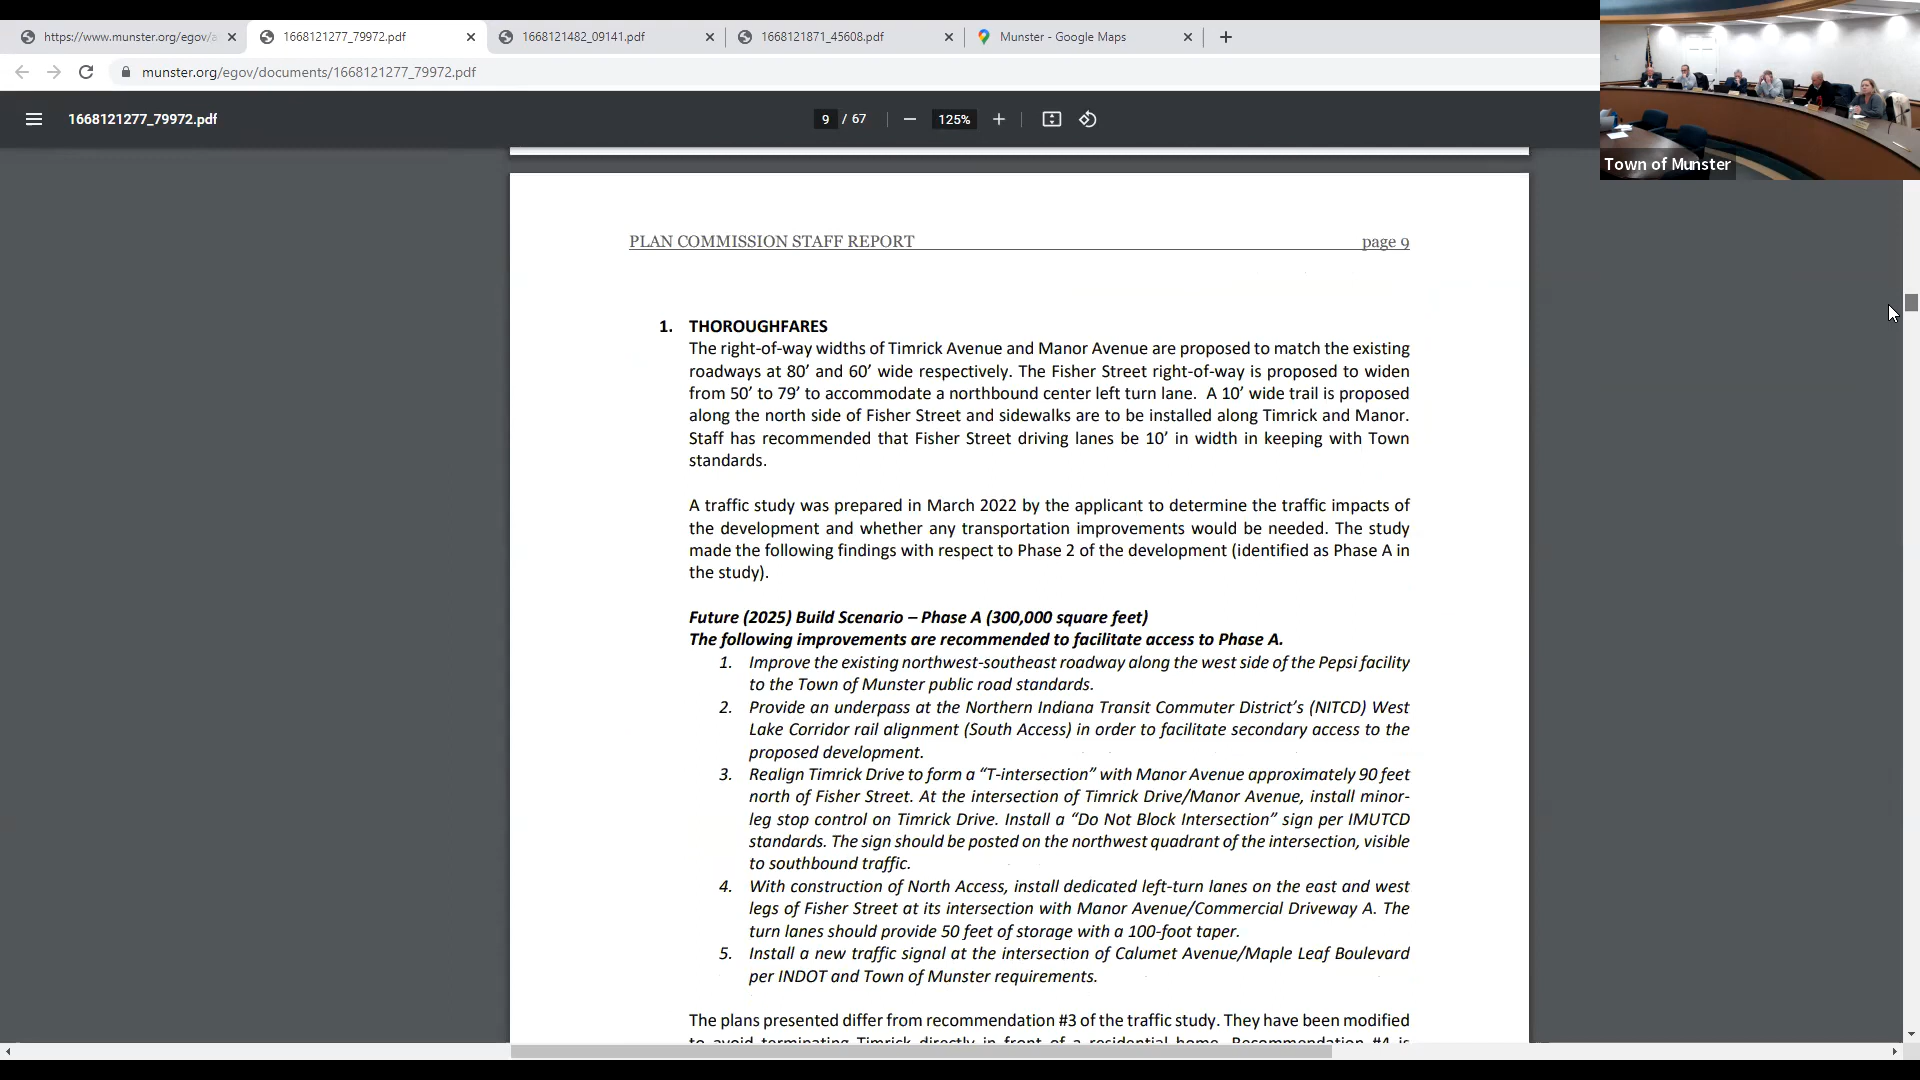 https://www.munster.org/egov/a
1668121277_79972.pdf
1668121482_09141.pdf
1668121871_45608.pdf
Munster - Google Maps
munster.org/egov/documents/1668121277_79972.pdf
1668121277_79972.pdf
9 / 67
125%
Town of Munster
PLAN COMMISSION STAFF REPORT page 9
1. THOROUGHFARES
The right-of-way widths of Timrick Avenue and Manor Avenue are proposed to match the existing
roadways at 80’ and 60’ wide respectively. The Fisher Street right-of-way is proposed to widen
from 50’ to 79’ to accommodate a northbound center left turn lane. A 10’ wide trail is proposed
along the north side of Fisher Street and sidewalks are to be installed along Timrick and Manor.
Staff has recommended that Fisher Street driving lanes be 10’ in width in keeping with Town
standards.
A traffic study was prepared in March 2022 by the applicant to determine the traffic impacts of
the development and whether any transportation improvements would be needed. The study
made the following findings with respect to Phase 2 of the development (identified as Phase A in
the study).
Future (2025) Build Scenario – Phase A (300,000 square feet)
The following improvements are recommended to facilitate access to Phase A.
1. Improve the existing northwest-southeast roadway along the west side of the Pepsi facility
to the Town of Munster public road standards.
2. Provide an underpass at the Northern Indiana Transit Commuter District’s (NITCD) West
Lake Corridor rail alignment (South Access) in order to facilitate secondary access to the
proposed development.
3. Realign Timrick Drive to form a “T-intersection” with Manor Avenue approximately 90 feet
north of Fisher Street. At the intersection of Timrick Drive/Manor Avenue, install minor-
leg stop control on Timrick Drive. Install a “Do Not Block Intersection” sign per IMUTCD
standards. The sign should be posted on the northwest quadrant of the intersection, visible
to southbound traffic.
4. With construction of North Access, install dedicated left-turn lanes on the east and west
legs of Fisher Street at its intersection with Manor Avenue/Commercial Driveway A. The
turn lanes should provide 50 feet of storage with a 100-foot taper.
5. Install a new traffic signal at the intersection of Calumet Avenue/Maple Leaf Boulevard
per INDOT and Town of Munster requirements.
The plans presented differ from recommendation #3 of the traffic study. They have been modified
to avoid terminating Timrick directly in front of a residential home. Recommendation #4 is